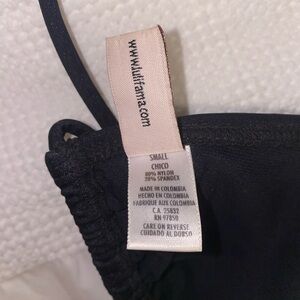 www.lulifama.com
SMALL
CHICO
80% NYLON
20% SPANDEX
MADE IN COLOMBIA
HECHO EN COLOMBIA
FABRIQUE AUX COLOMBIA
C.A. 25832
RN 97850
CARE ON REVERSE
CUIDADO AL DORSO